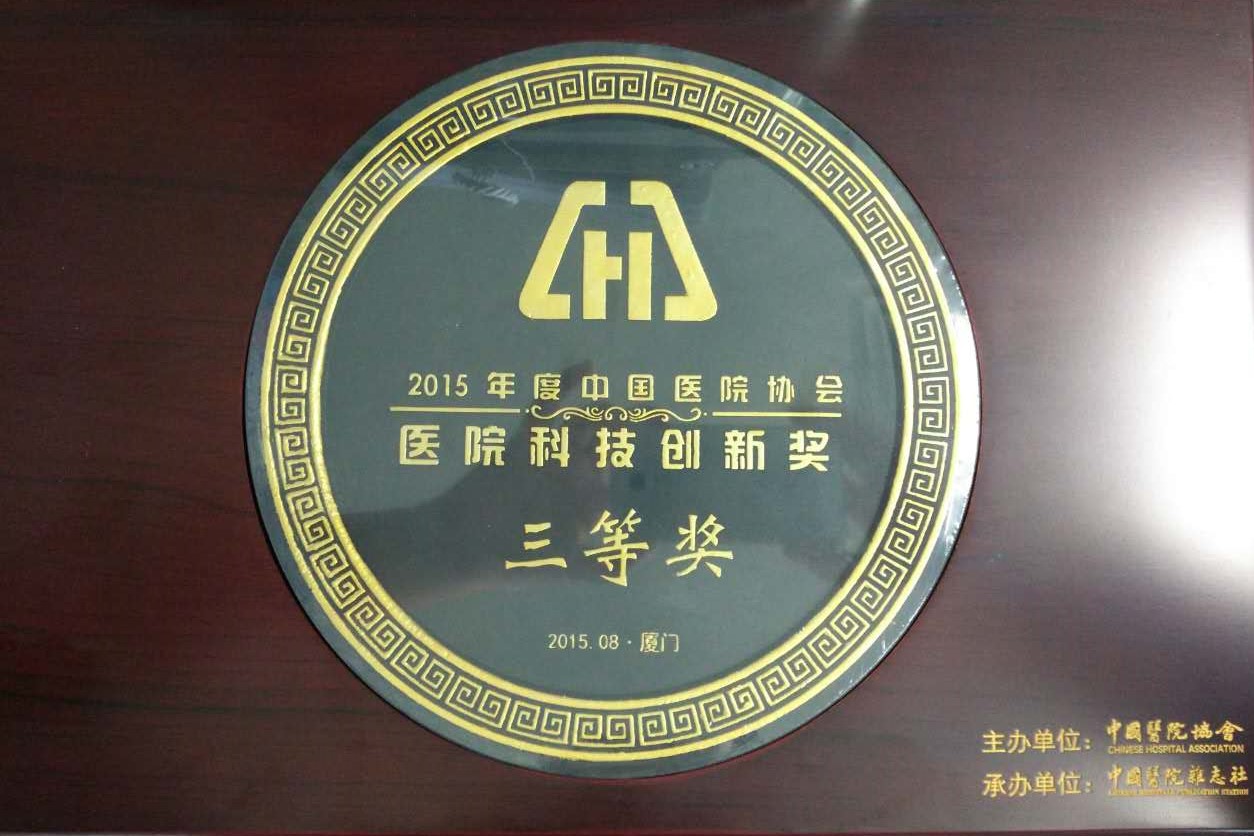 CHA
2015 年度中国医院协会
医院科技创新奖
三等奖
2015.08·厦门
主办单位：中國醫院協會
CHINESE HOSPITAL ASSOCIATION
承办单位：中國醫院雜志社